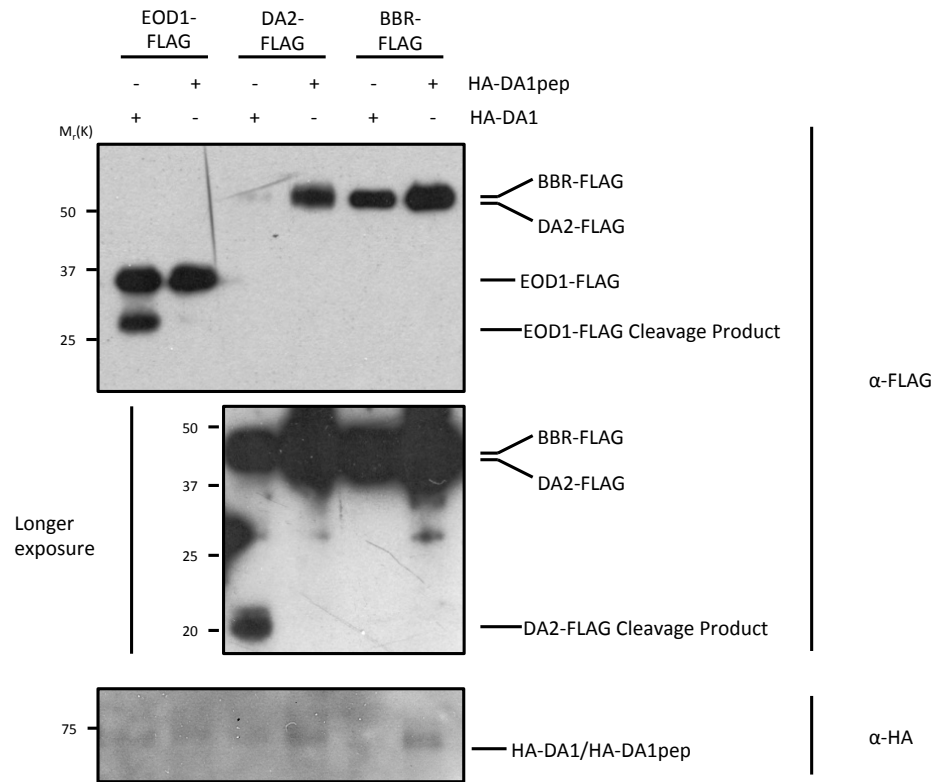 EOD1- DA2- BBR-
FLAG FLAG FLAG
- + - + - + HA-DA1pep
+ - + - + - HA-DA1
Mr(K)
BBR-FLAG
50
DA2-FLAG
37
EOD1-FLAG
EOD1-FLAG Cleavage Product
25
α-FLAG
50
BBR-FLAG
37
DA2-FLAG
Longer
exposure
25
20
DA2-FLAG Cleavage Product
75
HA-DA1/HA-DA1pep
α-HA